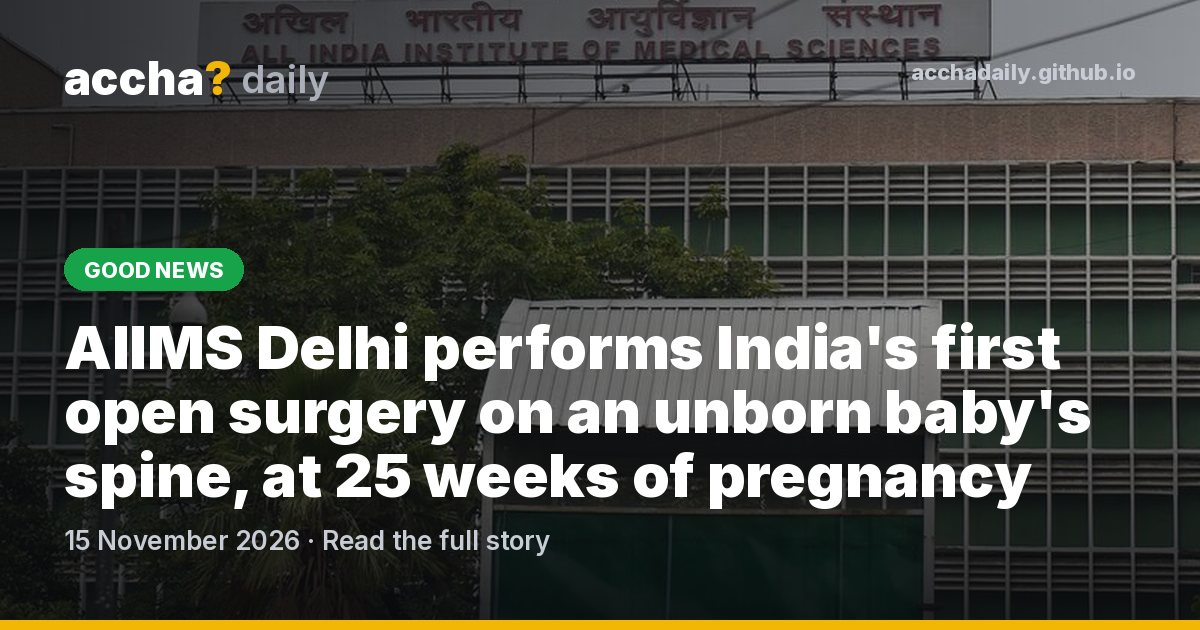 अखिल भारतीय आयुर्विज्ञान संस्थान
ALL INDIA INSTITUTE OF MEDICAL SCIENCES
accha? daily
acchadaily.github.io
GOOD NEWS
AIIMS Delhi performs India's first
open surgery on an unborn baby's
spine, at 25 weeks of pregnancy
15 November 2026 · Read the full story